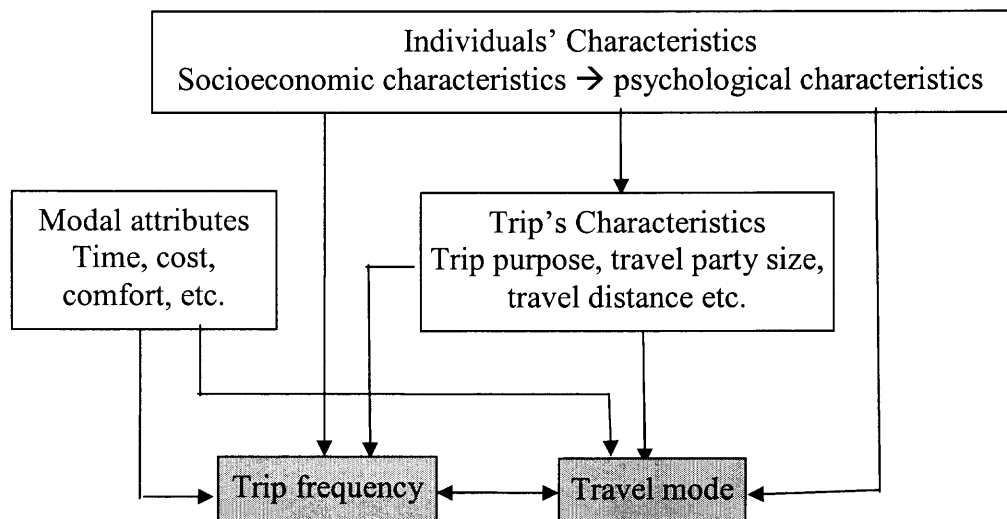 Individuals' Characteristics
Socioeconomic characteristics → psychological characteristics
Modal attributes
Time, cost,
comfort, etc.
Trip's Characteristics
Trip purpose, travel party size,
travel distance etc.
Trip frequency
Travel mode